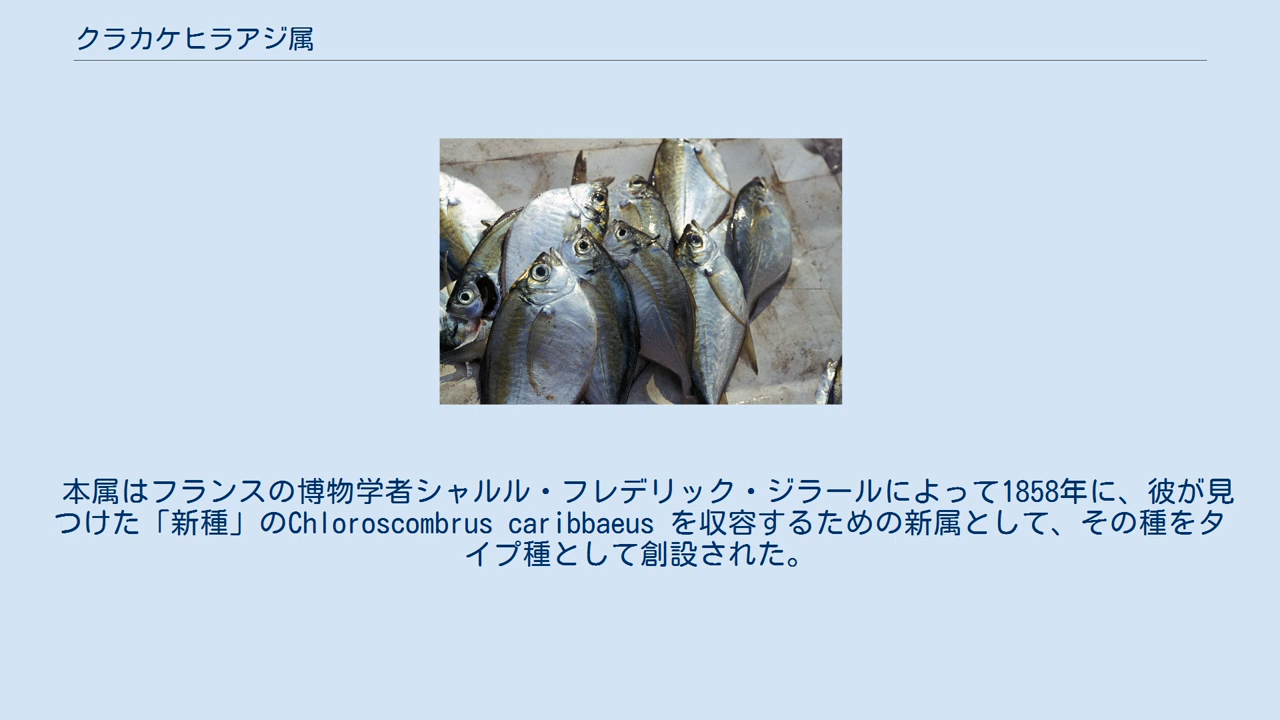 クラカケヒラアジ属
本属はフランスの博物学者シャルル・フレデリック・ジラールによって1858年に、彼が見
つけた「新種」のChloroscombrus caribbaeus を収容するための新属として、その種をタ
イプ種として創設された。